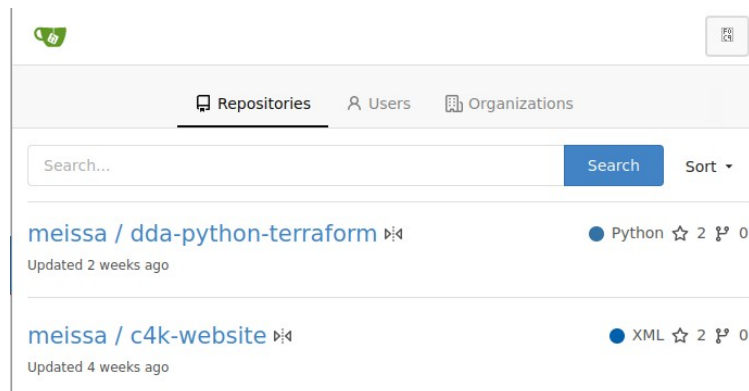 Repositories Users Organizations
Search... Search Sort
meissa / dda-python-terraform Python 2 0
Updated 2 weeks ago
meissa / c4k-website XML 2 0
Updated 4 weeks ago